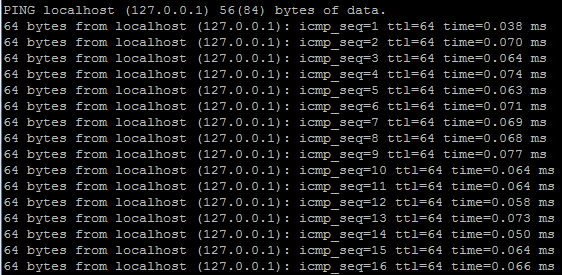 PING localhost (127.0.0.1) 56(84) bytes of data.
64 bytes from localhost (127.0.0.1): icmp_seq=1 ttl=64 time=0.038 ms
64 bytes from localhost (127.0.0.1): icmp_seq=2 ttl=64 time=0.070 ms
64 bytes from localhost (127.0.0.1): icmp_seq=3 ttl=64 time=0.064 ms
64 bytes from localhost (127.0.0.1): icmp_seq=4 ttl=64 time=0.074 ms
64 bytes from localhost (127.0.0.1): icmp_seq=5 ttl=64 time=0.063 ms
64 bytes from localhost (127.0.0.1): icmp_seq=6 ttl=64 time=0.071 ms
64 bytes from localhost (127.0.0.1): icmp_seq=7 ttl=64 time=0.069 ms
64 bytes from localhost (127.0.0.1): icmp_seq=8 ttl=64 time=0.068 ms
64 bytes from localhost (127.0.0.1): icmp_seq=9 ttl=64 time=0.077 ms
64 bytes from localhost (127.0.0.1): icmp_seq=10 ttl=64 time=0.064 ms
64 bytes from localhost (127.0.0.1): icmp_seq=11 ttl=64 time=0.064 ms
64 bytes from localhost (127.0.0.1): icmp_seq=12 ttl=64 time=0.058 ms
64 bytes from localhost (127.0.0.1): icmp_seq=13 ttl=64 time=0.073 ms
64 bytes from localhost (127.0.0.1): icmp_seq=14 ttl=64 time=0.050 ms
64 bytes from localhost (127.0.0.1): icmp_seq=15 ttl=64 time=0.064 ms
64 bytes from localhost (127.0.0.1): icmp_seq=16 ttl=64 time=0.066 ms